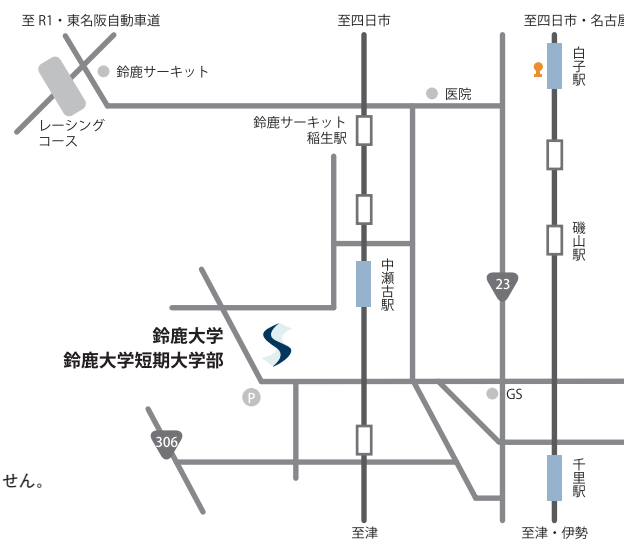 至 R1・東名阪自動車道
至四日市
至四日市・名古屋
白子駅
鈴鹿サーキット
医院
レーシング
コース
鈴鹿サーキット
稲生駅
磯山駅
中瀬古駅
23
鈴鹿大学
鈴鹿大学短期大学部
P
GS
306
千里駅
せん。
至津
至津・伊勢